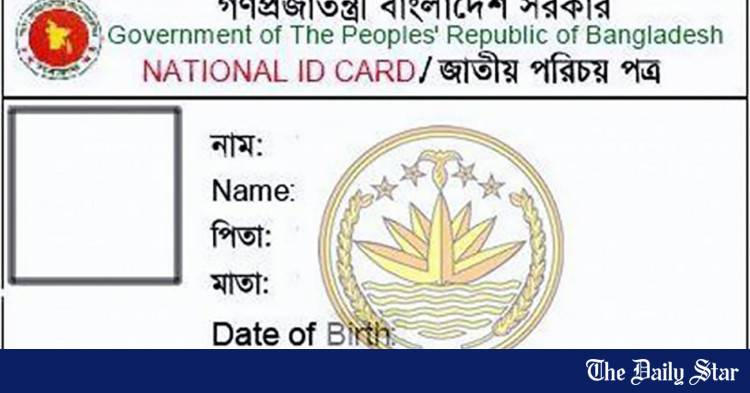 গণপ্রজাতন্ত্রী বাংলাদেশ সরকার
Government of The Peoples' Republic of Bangladesh
NATIONAL ID CARD / জাতীয় পরিচয় পত্র
নাম:
Name:
পিতা:
মাতা:
Date of Birth:
The Daily Star